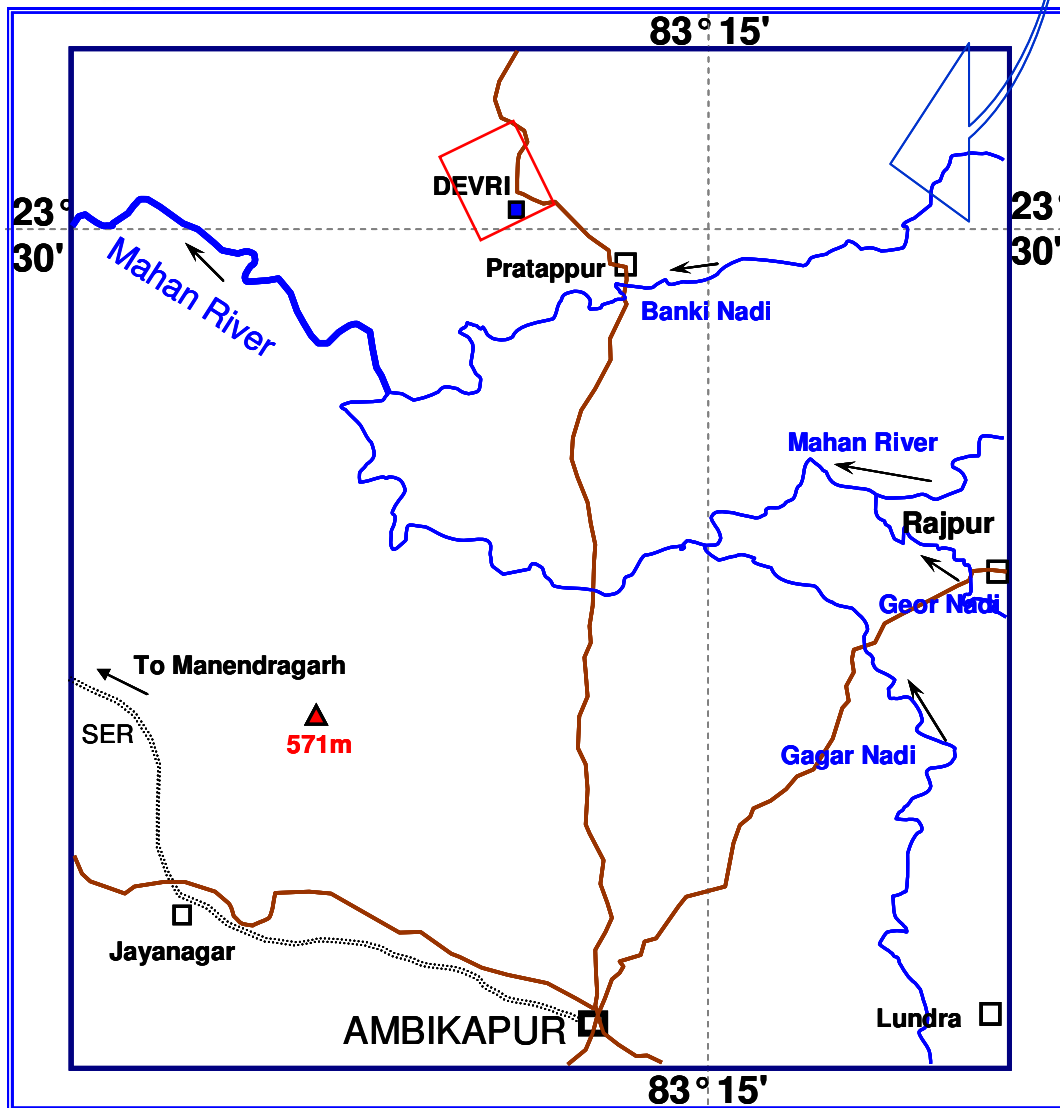 83° 15'
DEVRI
23°
30'
23°
30'
Mahan River
Pratappur
Banki Nadi
Mahan River
Rajpur
Geor Nadi
To Manendragarh
SER
571m
Gagar Nadi
Jayanagar
AMBIKAPUR
Lundra
83° 15'